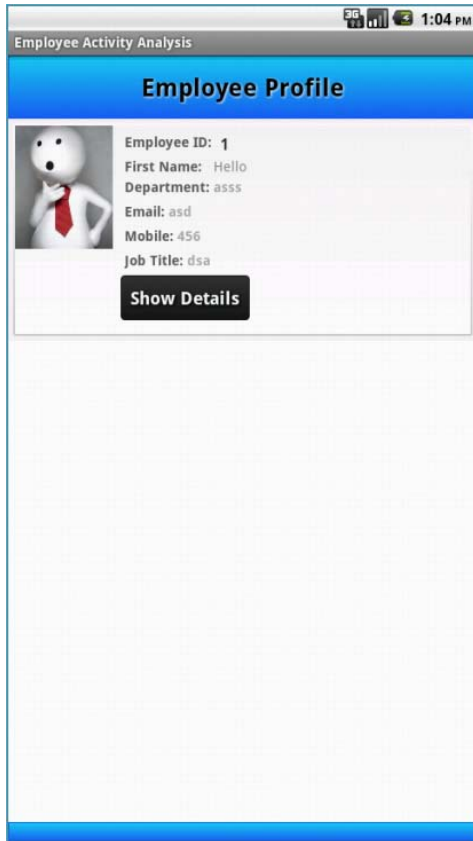 3G 1:04 PM
Employee Activity Analysis
Employee Profile
Employee ID: 1
First Name: Hello
Department: asss
Email: asd
Mobile: 456
Job Title: dsa
Show Details